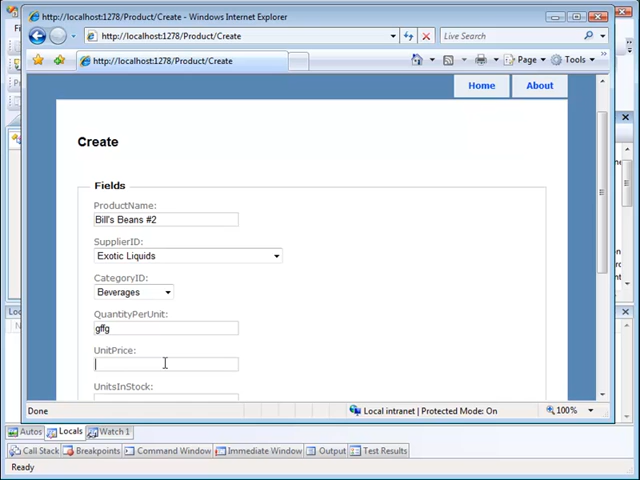 http://localhost:1278/Product/Create - Windows Internet Explorer
http://localhost:1278/Product/Create
Live Search
http://localhost:1278/Product/Create
Page
Tools
Home
About
Create
Fields
ProductName:
Bill's Beans #2
SupplierID:
Exotic Liquids
CategoryID:
Beverages
QuantityPerUnit:
gffg
UnitPrice:
UnitsInStock:
Done
Local intranet | Protected Mode: On
100%
Autos
Locals
Watch 1
Call Stack
Breakpoints
Command Window
Immediate Window
Output
Test Results
Ready